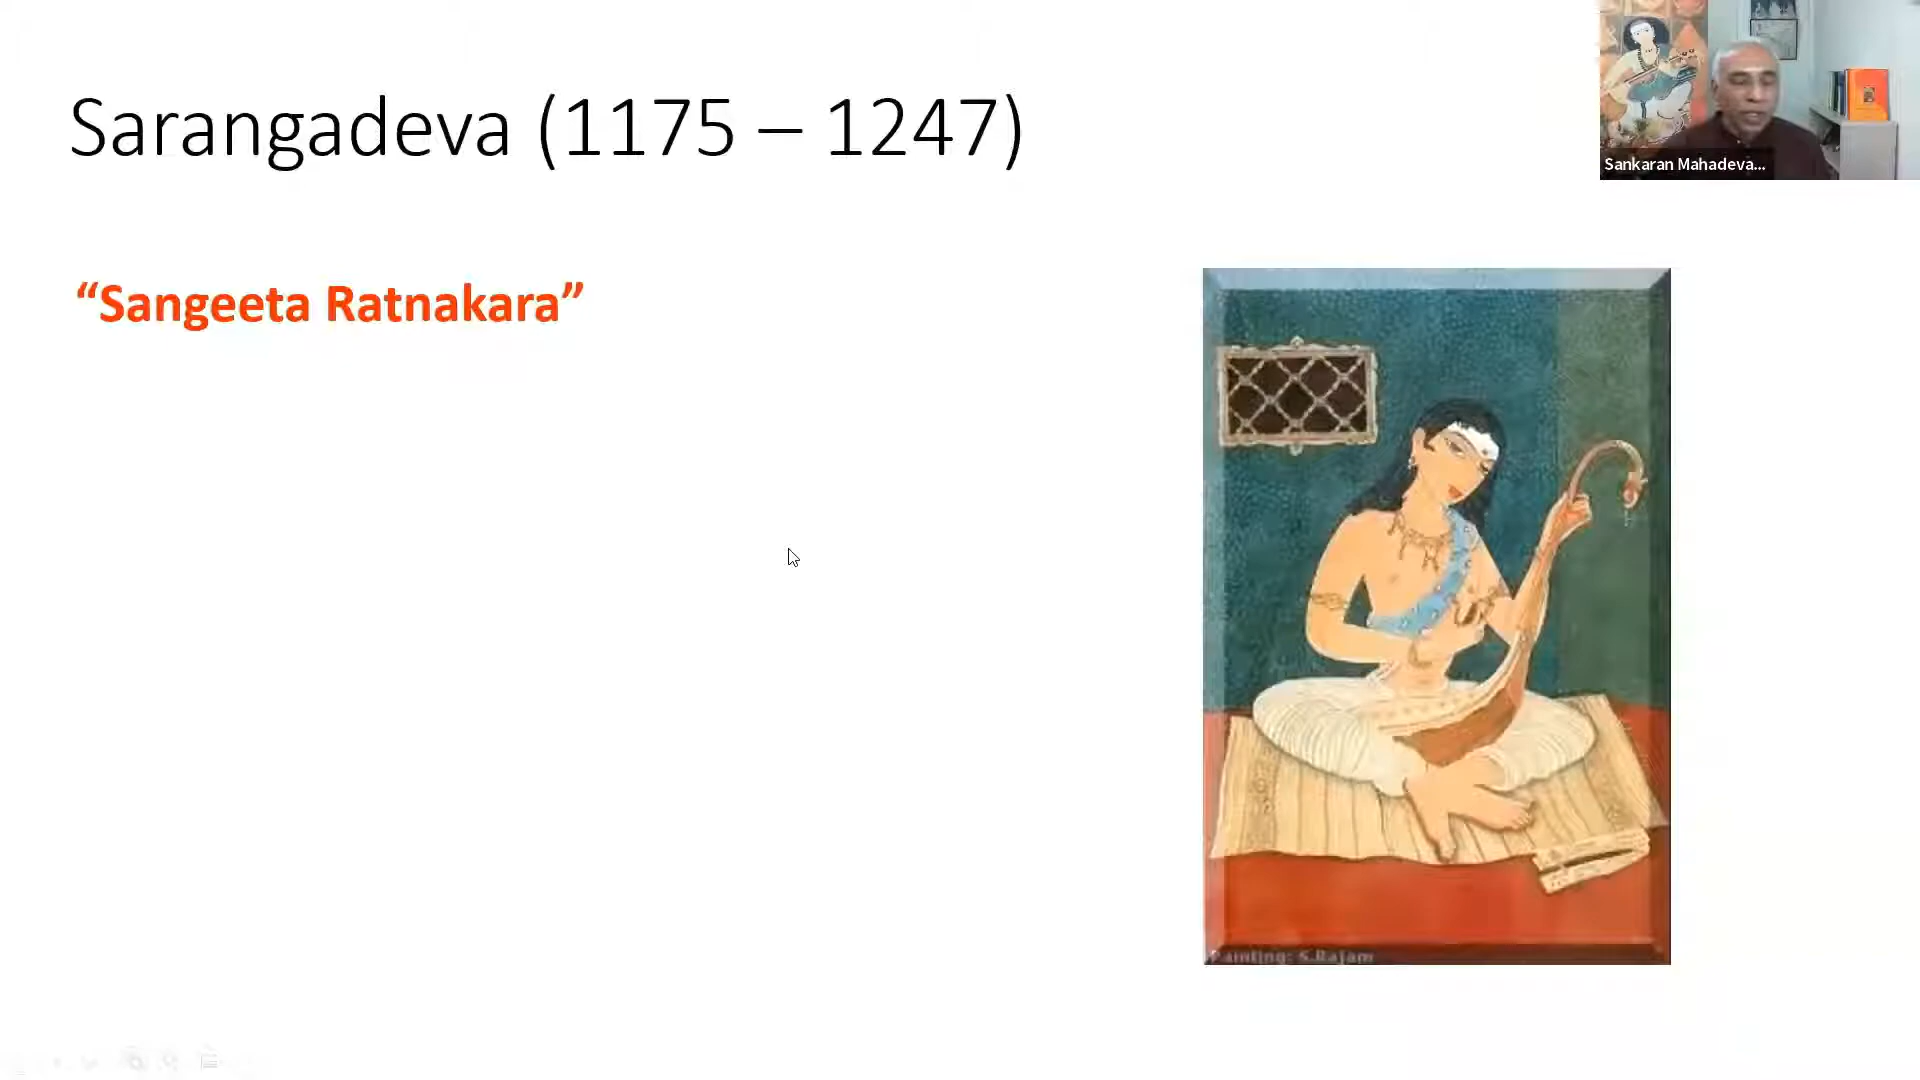 Sarangadeva (1175 – 1247)
Sankaran Mahadeva...
“Sangeeta Ratnakara”
Painting: S.Rajam